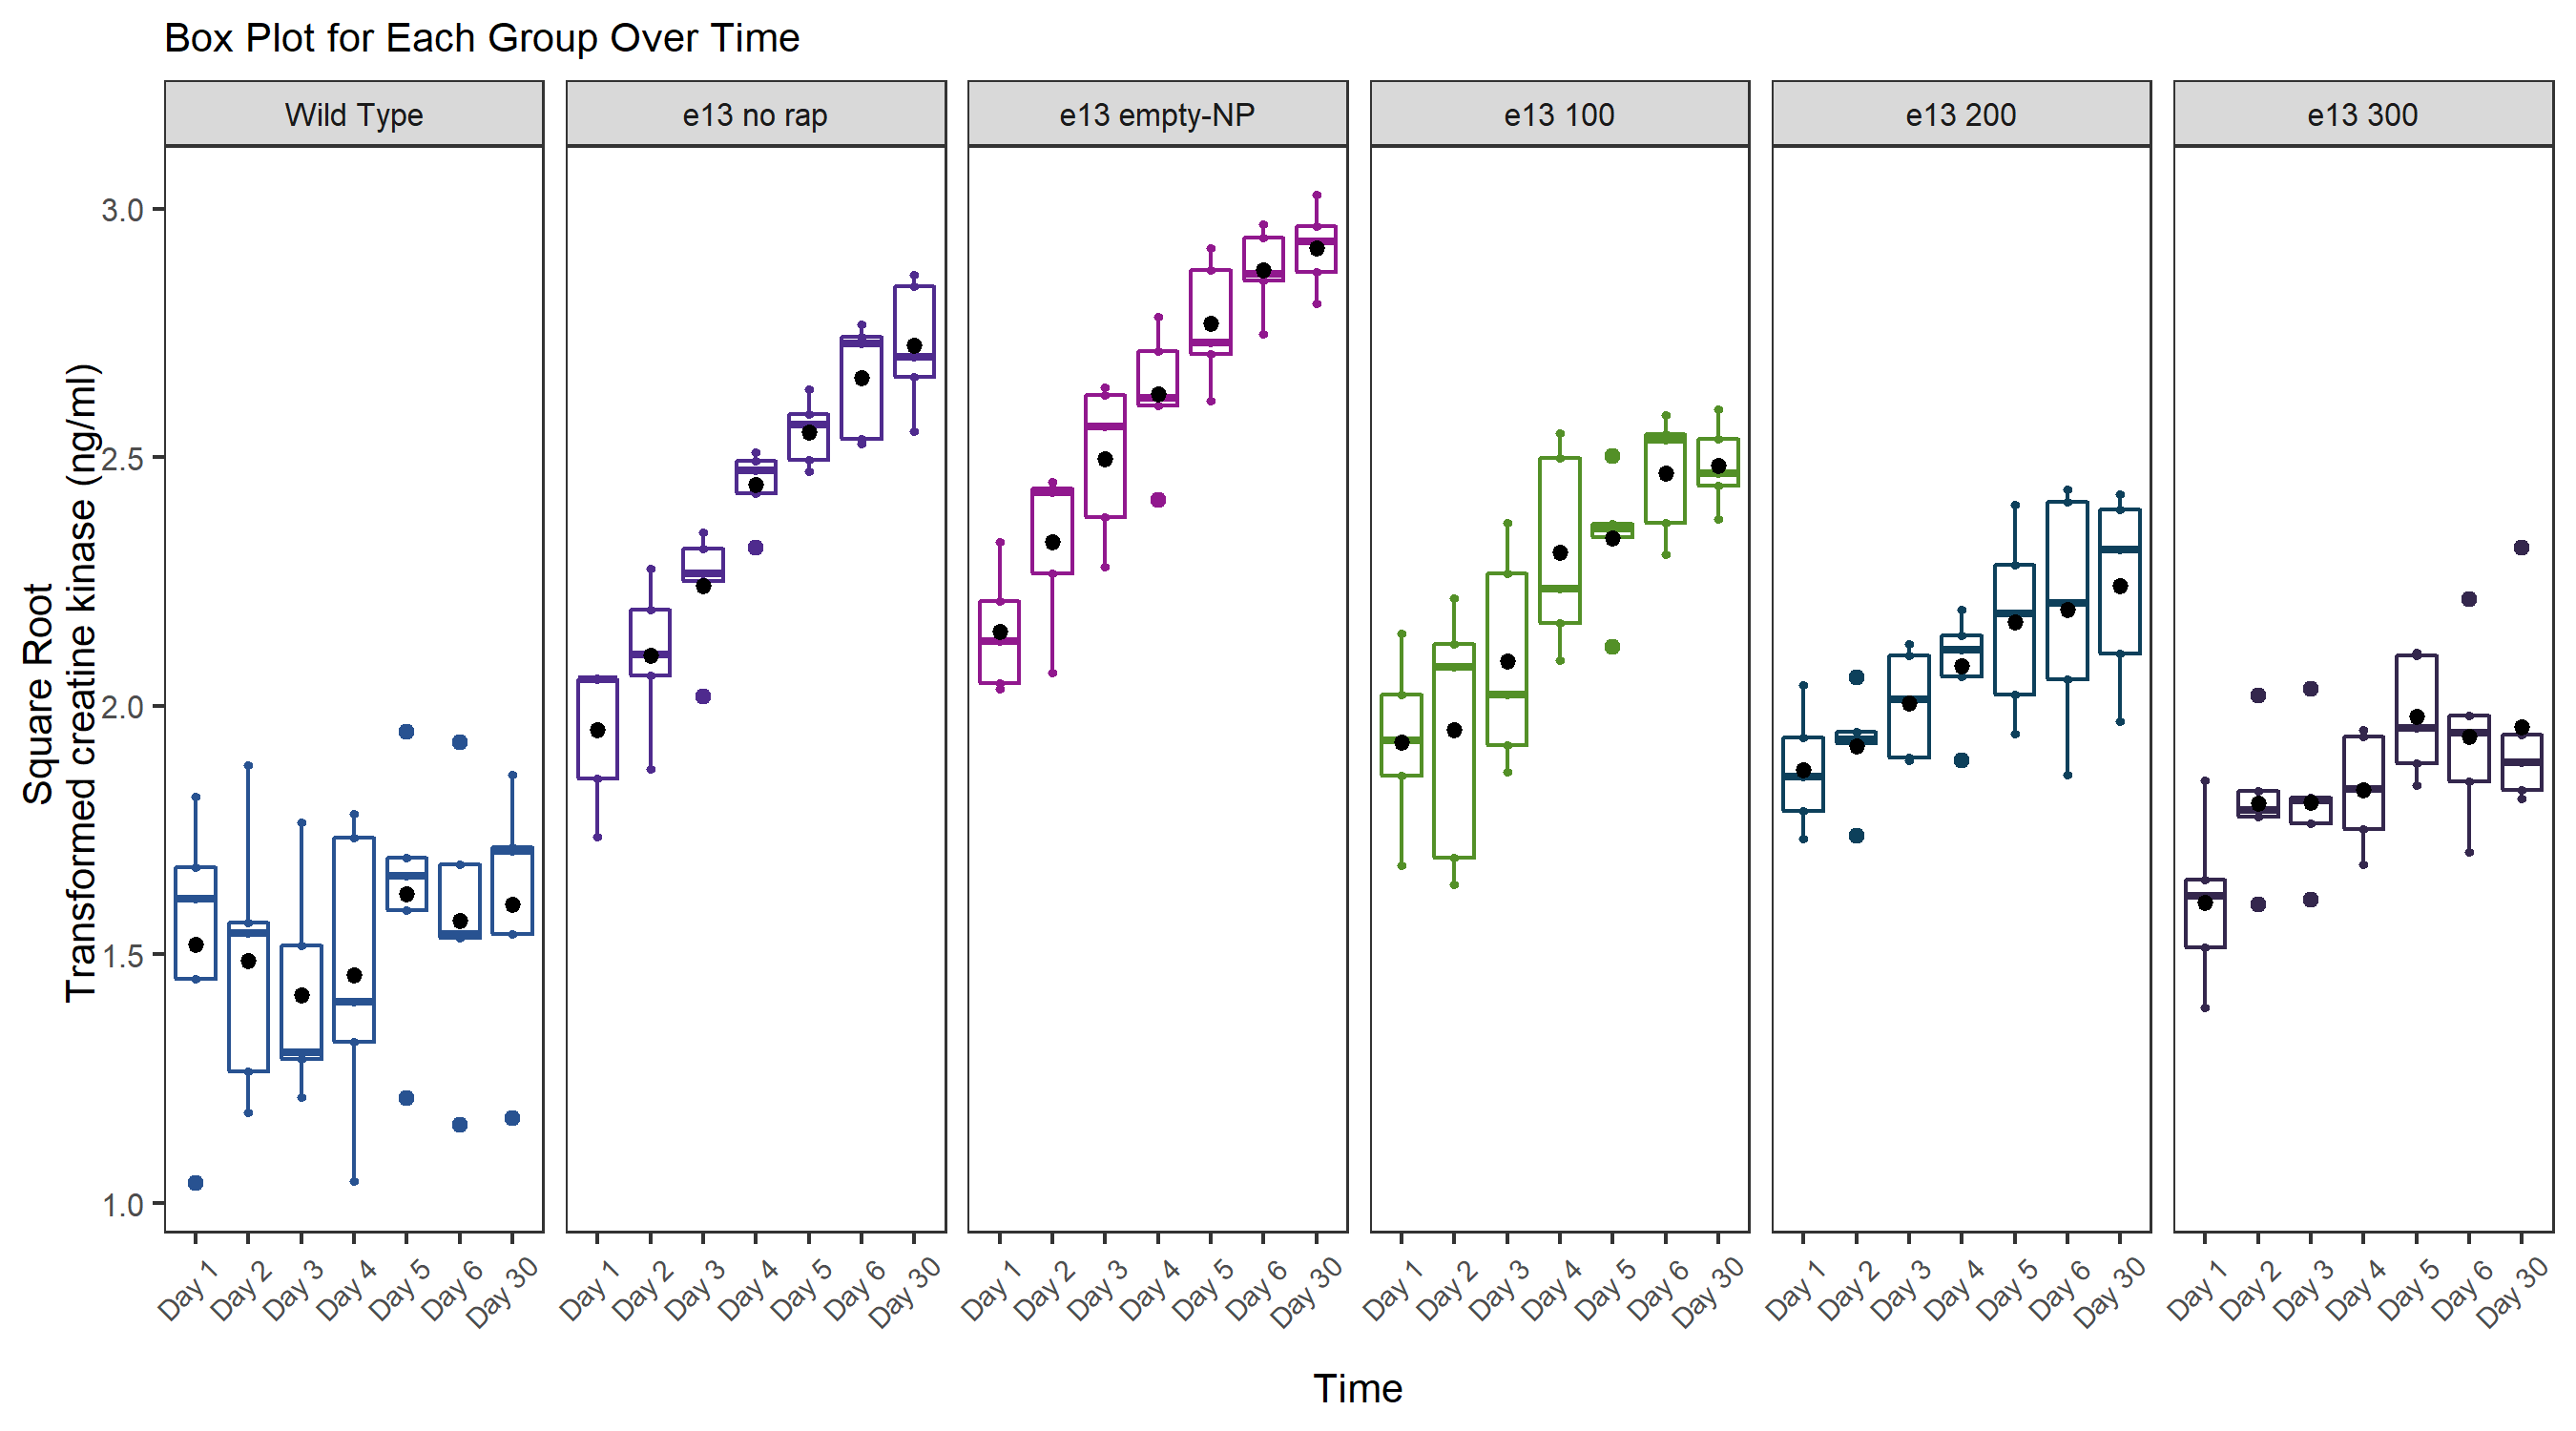 Box Plot for Each Group Over Time
Wild Type
e13 no rap
e13 empty-NP
e13 100
e13 200
e13 300
Square Root
Transformed creatine kinase (ng/ml)
3.0
2.5
2.0
1.5
1.0
Day 1 Day 2 Day 3 Day 4 Day 5 Day 6 Day 30
Day 1 Day 2 Day 3 Day 4 Day 5 Day 6 Day 30
Day 1 Day 2 Day 3 Day 4 Day 5 Day 6 Day 30
Day 1 Day 2 Day 3 Day 4 Day 5 Day 6 Day 30
Day 1 Day 2 Day 3 Day 4 Day 5 Day 6 Day 30
Day 1 Day 2 Day 3 Day 4 Day 5 Day 6 Day 30
Time